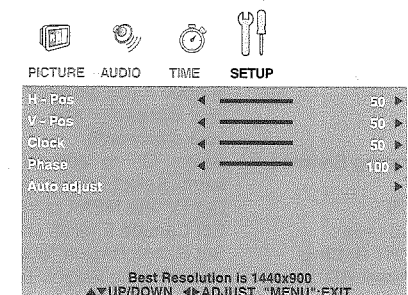 PICTURE AUDIO TIME SETUP
H - Pos 50
V - Pos 50
Clock 50
Phase 100
Auto adjust
Best Resolution is 1440x900
▲▼UP/DOWN ◀▶ADJUST "MENU":EXIT